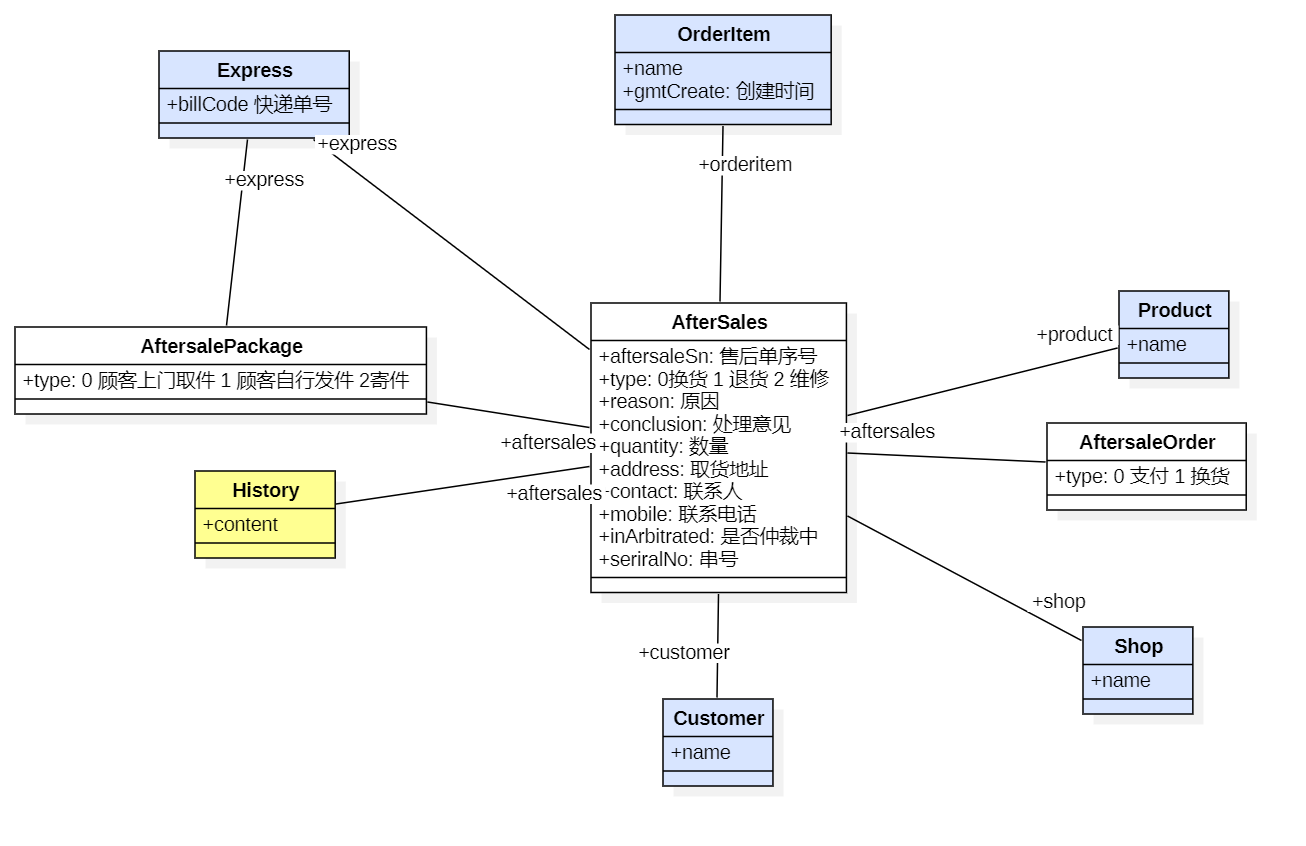 OrderItem
+name
+gmtCreate: 创建时间
Express
+billCode 快递单号
+express
+express
+orderitem
AftersalePackage
+type: 0 顾客上门取件 1 顾客自行发件 2寄件
AfterSales
+aftersaleSn: 售后单序号
+type: 0换货 1 退货 2 维修
+reason: 原因
+conclusion: 处理意见
+quantity: 数量
+address: 取货地址
-contact: 联系人
+mobile: 联系电话
+inArbitrated: 是否仲裁中
+seriralNo: 串号
Product
+name
+product
+aftersales
AftersaleOrder
+type: 0 支付 1 换货
+aftersales
+aftersales
History
+content
+shop
Shop
+name
+customer
Customer
+name